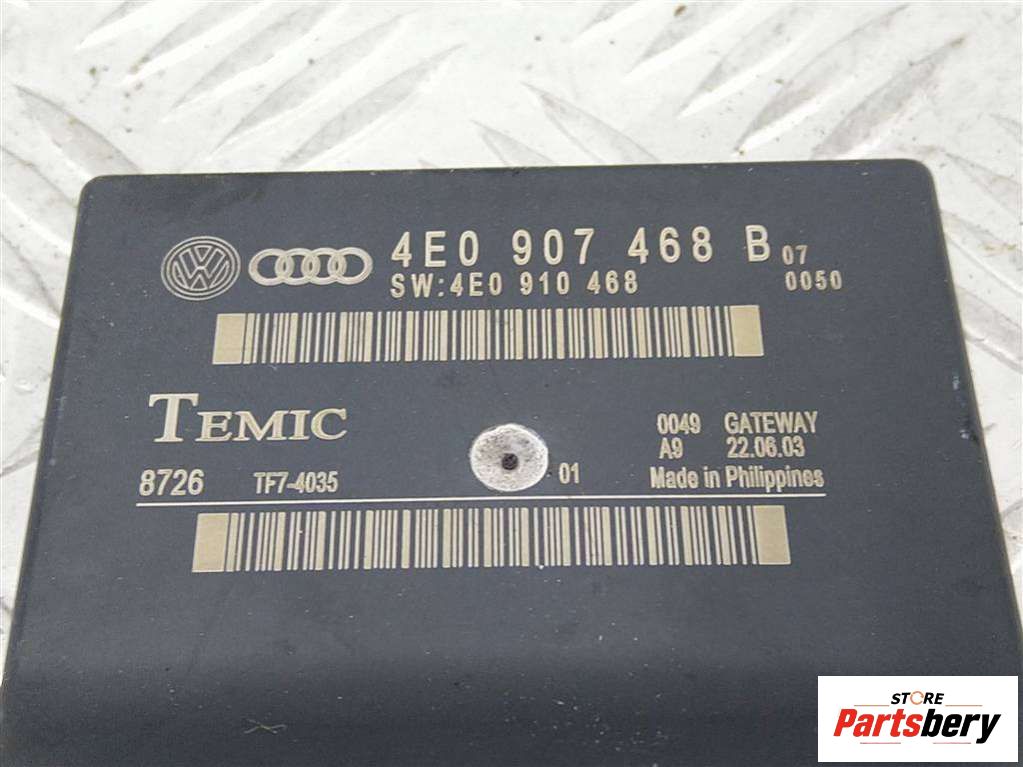 4E0 907 468 B 07
SW:4E0 910 468 0050
TEMIC
0049 GATEWAY
A9 22.06.03
8726 TF7-4035 01 Made in Philippines
STORE
Partsbery